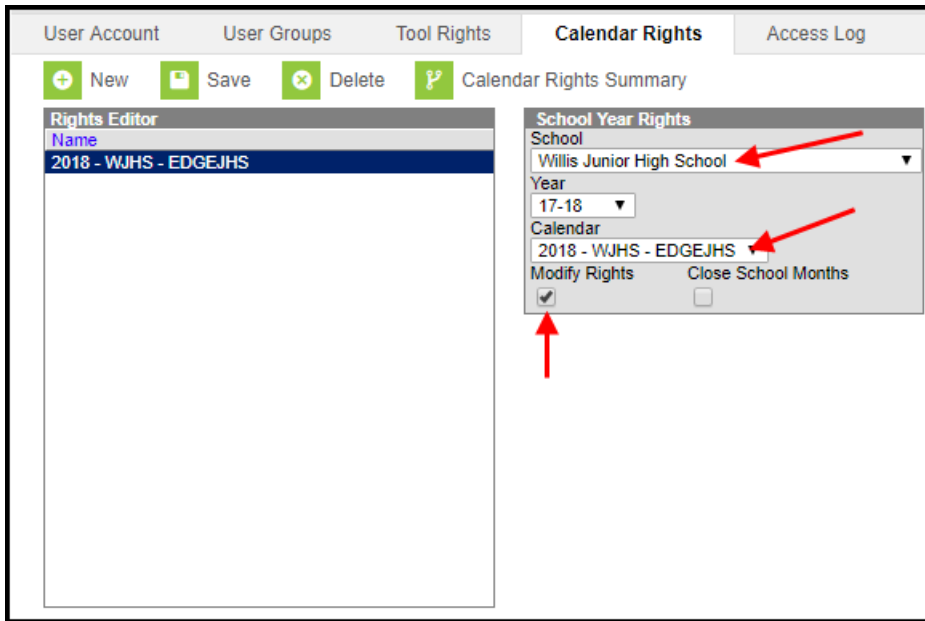 User Account User Groups Tool Rights Calendar Rights Access Log
New Save Delete Calendar Rights Summary
Rights Editor
Name
2018 - WJHS - EDGEJHS
School Year Rights
School
Willis Junior High School
Year
17-18
Calendar
2018 - WJHS - EDGEJHS
Modify Rights Close School Months